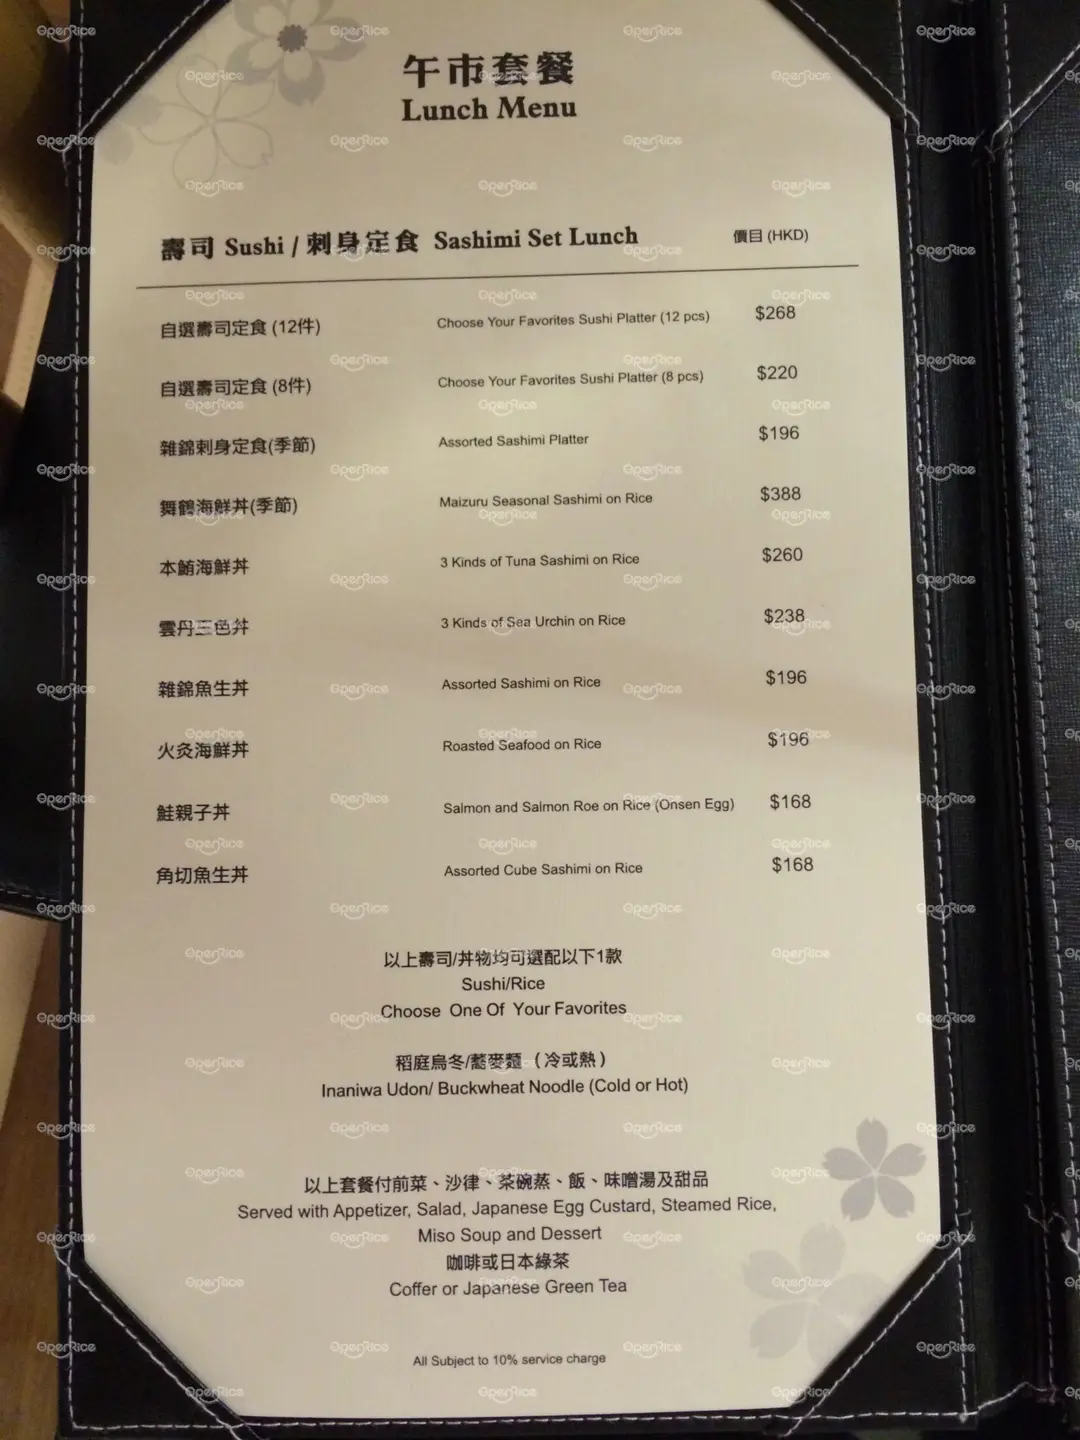 午市套餐
Lunch Menu
壽司 Sushi / 刺身定食 Sashimi Set Lunch 價目 (HKD)
自選壽司定食 (12件) Choose Your Favorites Sushi Platter (12 pcs) $268
自選壽司定食 (8件) Choose Your Favorites Sushi Platter (8 pcs) $220
雜錦刺身定食(季節) Assorted Sashimi Platter $196
舞鶴海鮮丼(季節) Maizuru Seasonal Sashimi on Rice $388
本鮪海鮮丼 3 Kinds of Tuna Sashimi on Rice $260
雲丹三色丼 3 Kinds of Sea Urchin on Rice $238
雜錦魚生丼 Assorted Sashimi on Rice $196
火灸海鮮丼 Roasted Seafood on Rice $196
鮭親子丼 Salmon and Salmon Roe on Rice (Onsen Egg) $168
角切魚生丼 Assorted Cube Sashimi on Rice $168
以上壽司/丼物均可選配以下1款
Sushi/Rice
Choose One Of Your Favorites
稻庭烏冬/蕎麥麵 （冷或熱）
Inaniwa Udon/ Buckwheat Noodle (Cold or Hot)
以上套餐付前菜、沙律、茶碗蒸、飯、味噌湯及甜品
Served with Appetizer, Salad, Japanese Egg Custard, Steamed Rice,
Miso Soup and Dessert
咖啡或日本綠茶
Coffer or Japanese Green Tea
All Subject to 10% service charge
OpenRice